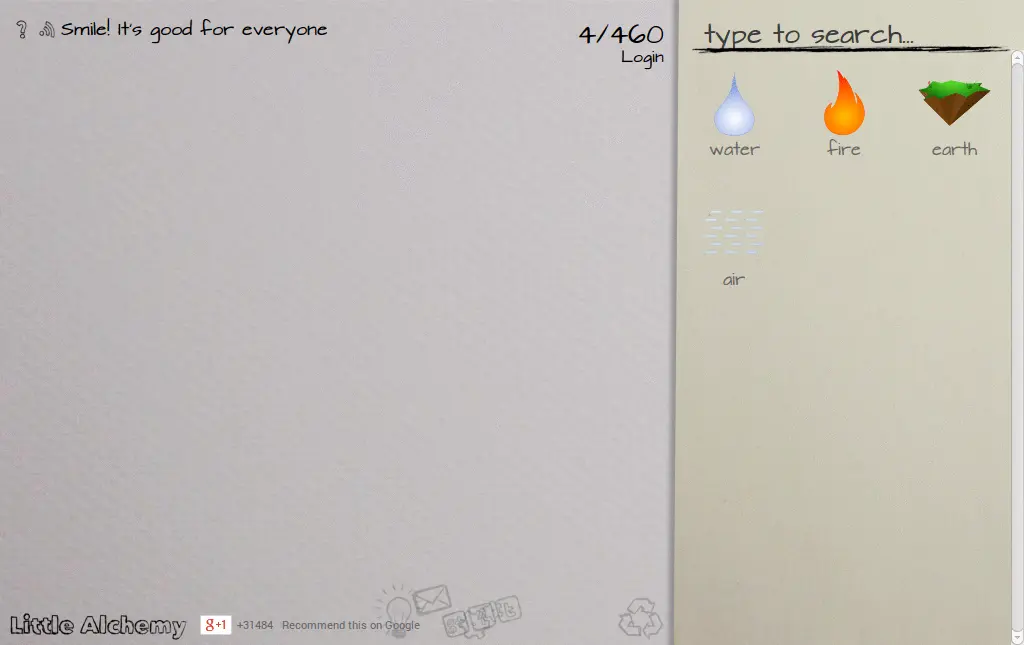 ? Smile! It's good for everyone
4/460
Login
type to search...
water
fire
earth
air
Little Alchemy
g+1
+31484
Recommend this on Google